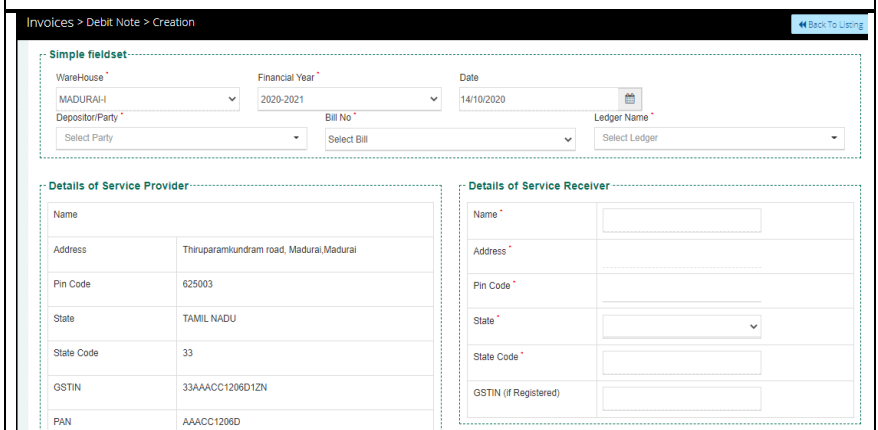 Invoices > Debit Note > Creation
Back To Listing
Simple fieldset
WareHouse * Financial Year * Date
MADURAI-I 2020-2021 14/10/2020
Depositor/Party * Bill No * Ledger Name *
Select Party Select Bill Select Ledger
Details of Service Provider
Name
Address Thiruparamkundram road, Madurai,Madurai
Pin Code 625003
State TAMIL NADU
State Code 33
GSTIN 33AAACC1206D1ZN
PAN AAACC1206D
Details of Service Receiver
Name *
Address *
Pin Code *
State *
State Code *
GSTIN (if Registered)